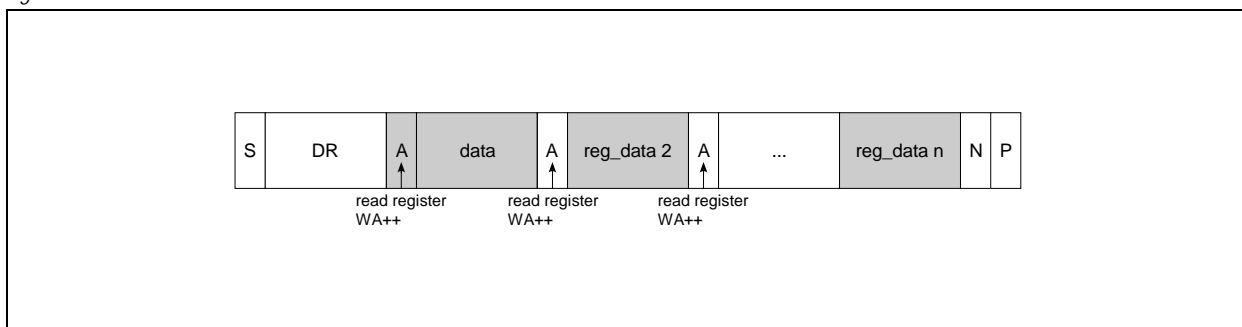 S DR A data A reg_data 2 A ... reg_data n N P
read register read register read register
WA++ WA++ WA++